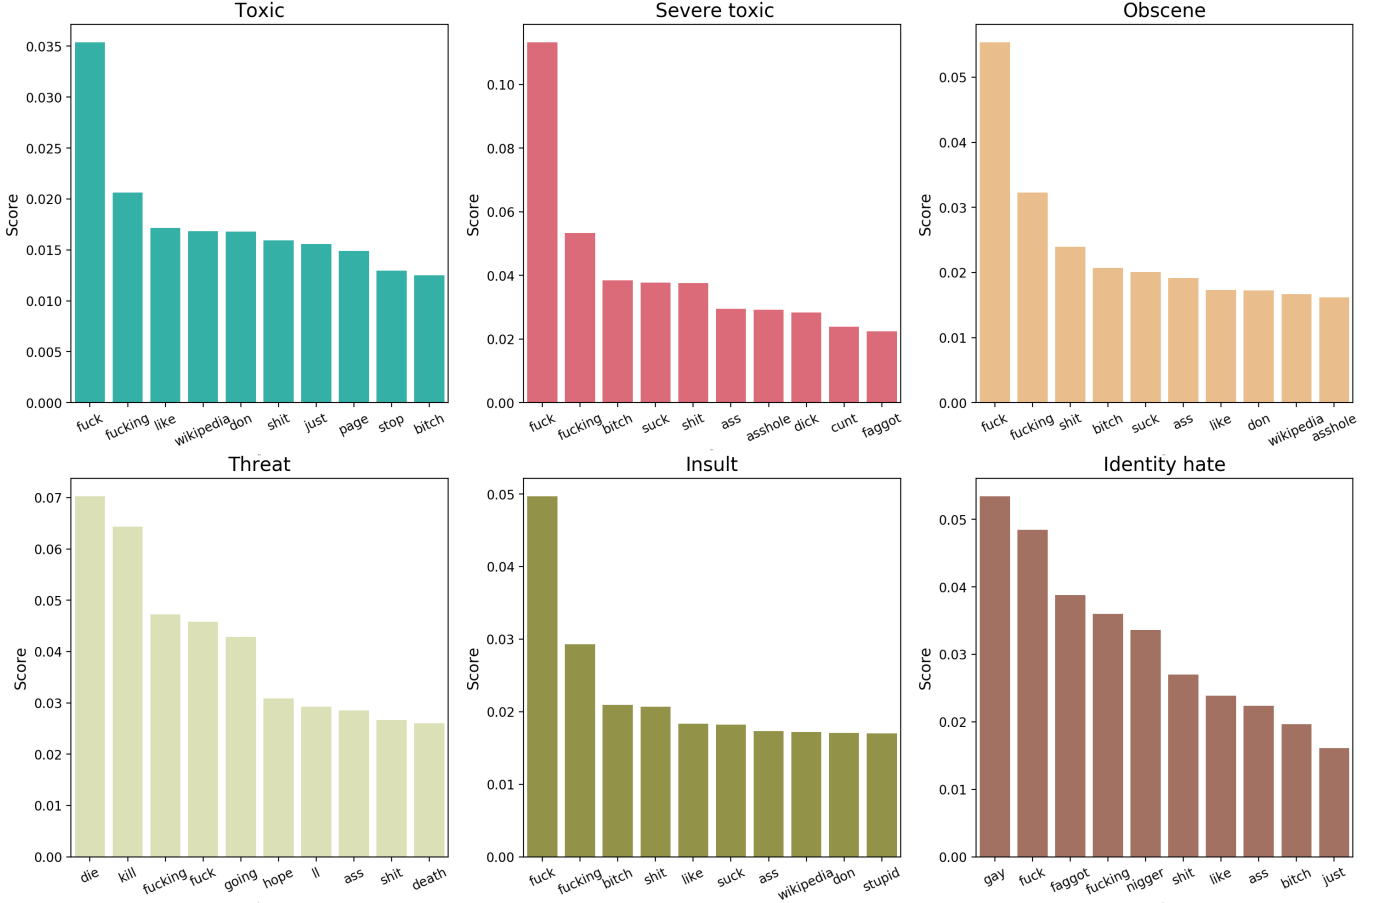 Toxic Severe toxic Obscene
Score
0.035
0.030
0.025
0.020
0.015
0.010
0.005
0.000
fuck fucking like wikipedia don shit just page stop bitch
Score
0.10
0.08
0.06
0.04
0.02
0.00
fuck fucking bitch suck shit ass asshole dick cunt faggot
Score
0.05
0.04
0.03
0.02
0.01
0.00
fuck fucking shit bitch suck ass like don wikipedia asshole
Threat Insult Identity hate
Score
0.07
0.06
0.05
0.04
0.03
0.02
0.01
0.00
die kill fucking fuck going hope ll ass shit death
Score
0.05
0.04
0.03
0.02
0.01
0.00
fuck fucking bitch shit like suck ass wikipedia don stupid
Score
0.05
0.04
0.03
0.02
0.01
0.00
gay fuck faggot fucking nigger shit like ass bitch just